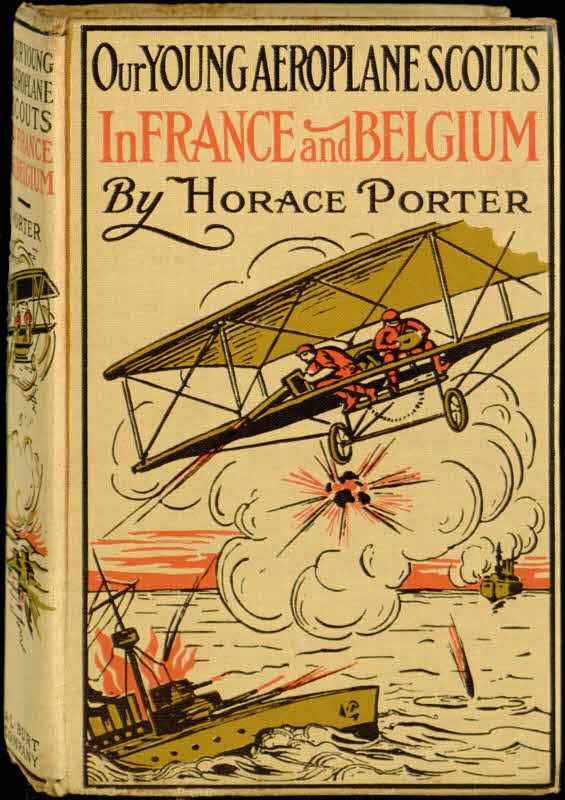 Our YOUNG AEROPLANE SCOUTS
In FRANCE and BELGIUM
By HORACE PORTER
OUR YOUNG
AEROPLANE
SCOUTS
IN FRANCE
BELGIUM
PORTER
A·L·BURT
COMPANY